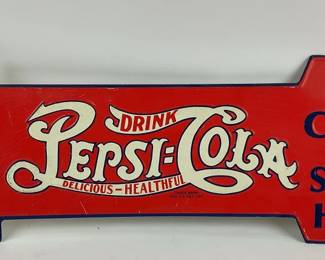 DRINK
PEPSI=COLA
DELICIOUS-HEALTHFUL
C
S
H